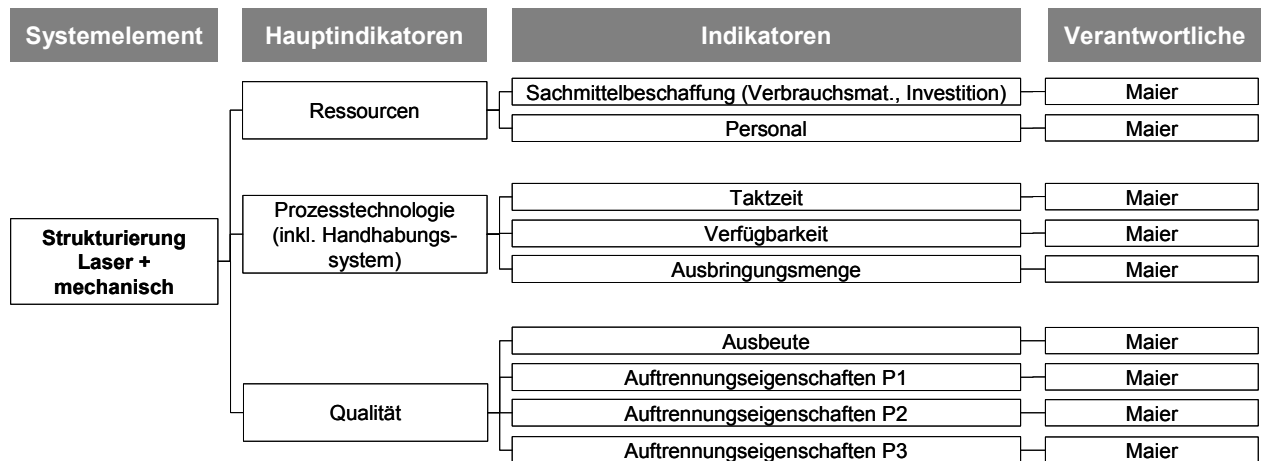 Systemelement
Hauptindikatoren
Indikatoren
Verantwortliche
Ressourcen
Sachmittelbeschaffung (Verbrauchsmat., Investition)
Maier
Personal
Maier
Strukturierung
Laser +
mechanisch
Prozesstechnologie
(inkl. Handhabungs-
system)
Taktzeit
Maier
Verfügbarkeit
Maier
Ausbringungsmenge
Maier
Qualität
Ausbeute
Maier
Auftrennungseigenschaften P1
Maier
Auftrennungseigenschaften P2
Maier
Auftrennungseigenschaften P3
Maier